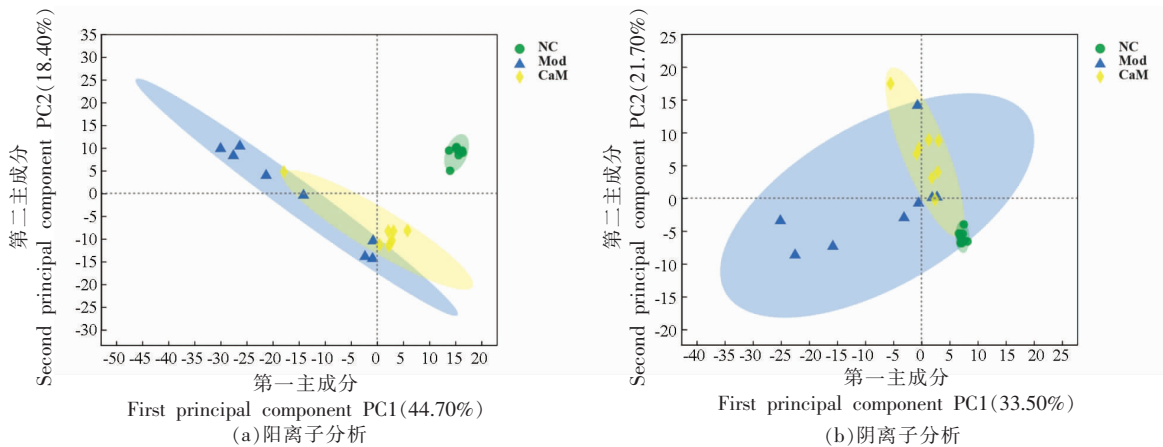 第二主成分
Second principal component PC2(18.40%)
35
30
25
20
15
10
5
0
-5
-10
-15
-20
-25
-30
-50 -45 -40 -35 -30 -25 -20 -15 -10 -5 0 5 10 15 20
第一主成分
First principal component PC1(44.70%)
(a)阳离子分析
NC
Mod
CaM
第二主成分
Second principal component PC2(21.70%)
25
20
15
10
5
0
-5
-10
-15
-20
-40 -35 -30 -25 -20 -15 -10 -5 0 5 10 15 20 25
第一主成分
First principal component PC1(33.50%)
(b)阴离子分析
NC
Mod
CaM